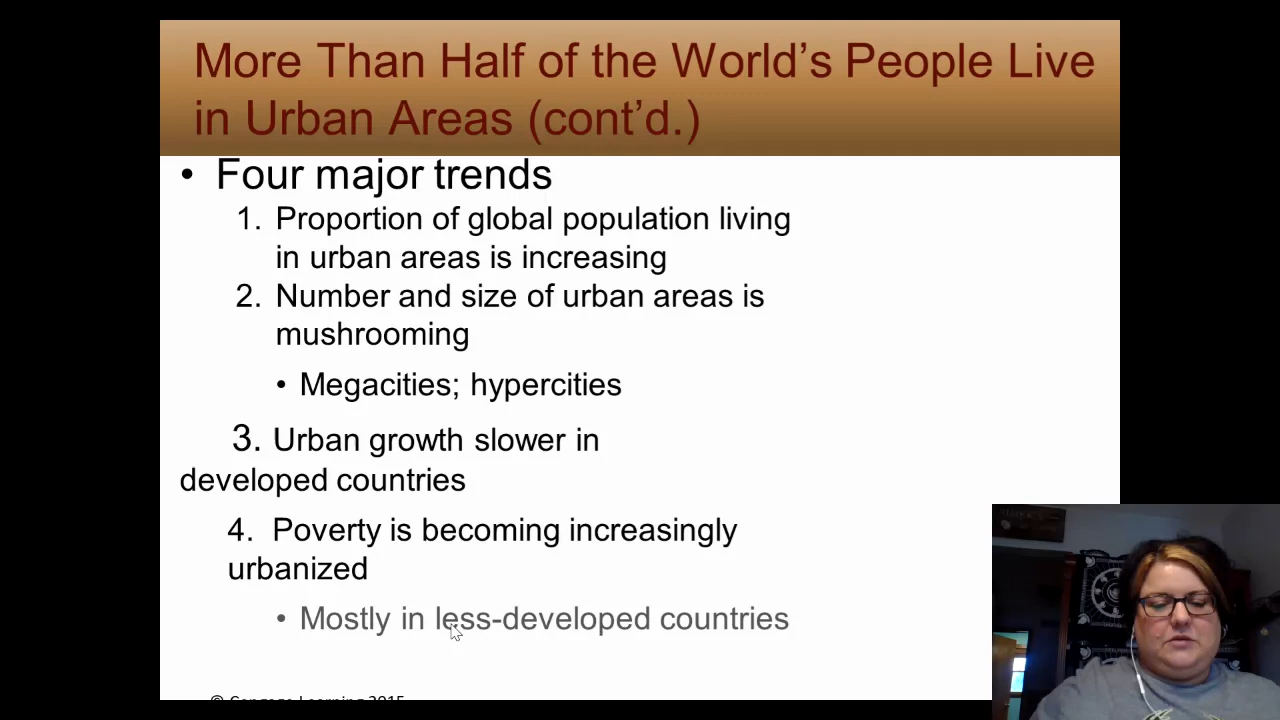 More Than Half of the World’s People Live
in Urban Areas (cont’d.)
• Four major trends
1. Proportion of global population living
in urban areas is increasing
2. Number and size of urban areas is
mushrooming
• Megacities; hypercities
3. Urban growth slower in
developed countries
4. Poverty is becoming increasingly
urbanized
• Mostly in less-developed countries
© Cengage Learning 2015